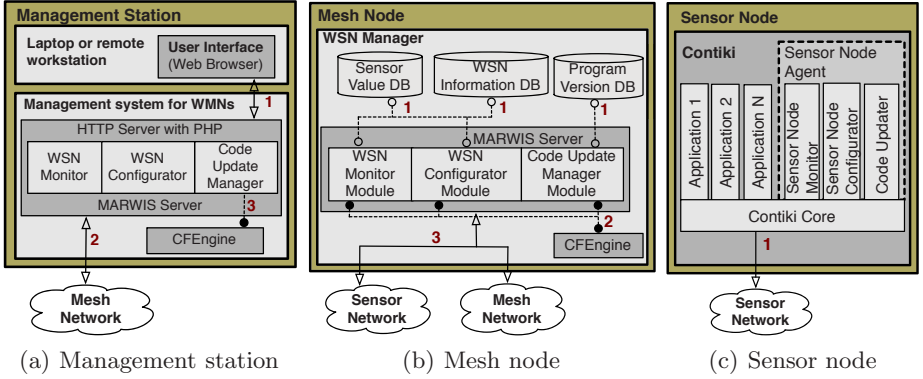 Management Station
Laptop or remote
workstation
User Interface
(Web Browser)
1
Management system for WMNs
HTTP Server with PHP
WSN
Monitor
WSN
Configurator
Code
Update
Manager
MARWIS Server
3
2
CFEngine
Mesh
Network
(a) Management station
Mesh Node
WSN Manager
Sensor
Value DB
WSN
Information DB
Program
Version DB
1
1
1
MARWIS Server
WSN
Monitor
Module
WSN
Configurator
Module
Code Update
Manager
Module
2
3
CFEngine
Sensor
Network
Mesh
Network
(b) Mesh node
Sensor Node
Contiki
Sensor Node
Agent
Application 1
Application 2
Application N
Sensor Node
Monitor
Sensor Node
Configurator
Code Updater
Contiki Core
1
Sensor
Network
(c) Sensor node